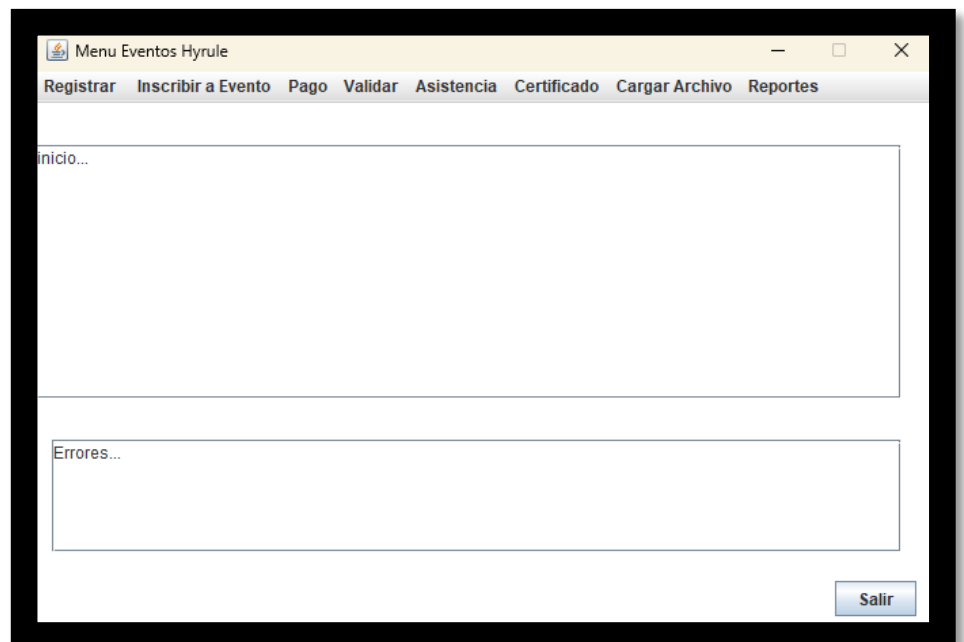 Menu Eventos Hyrule
Registrar Inscribir a Evento Pago Validar Asistencia Certificado Cargar Archivo Reportes
inicio...
Errores...
Salir